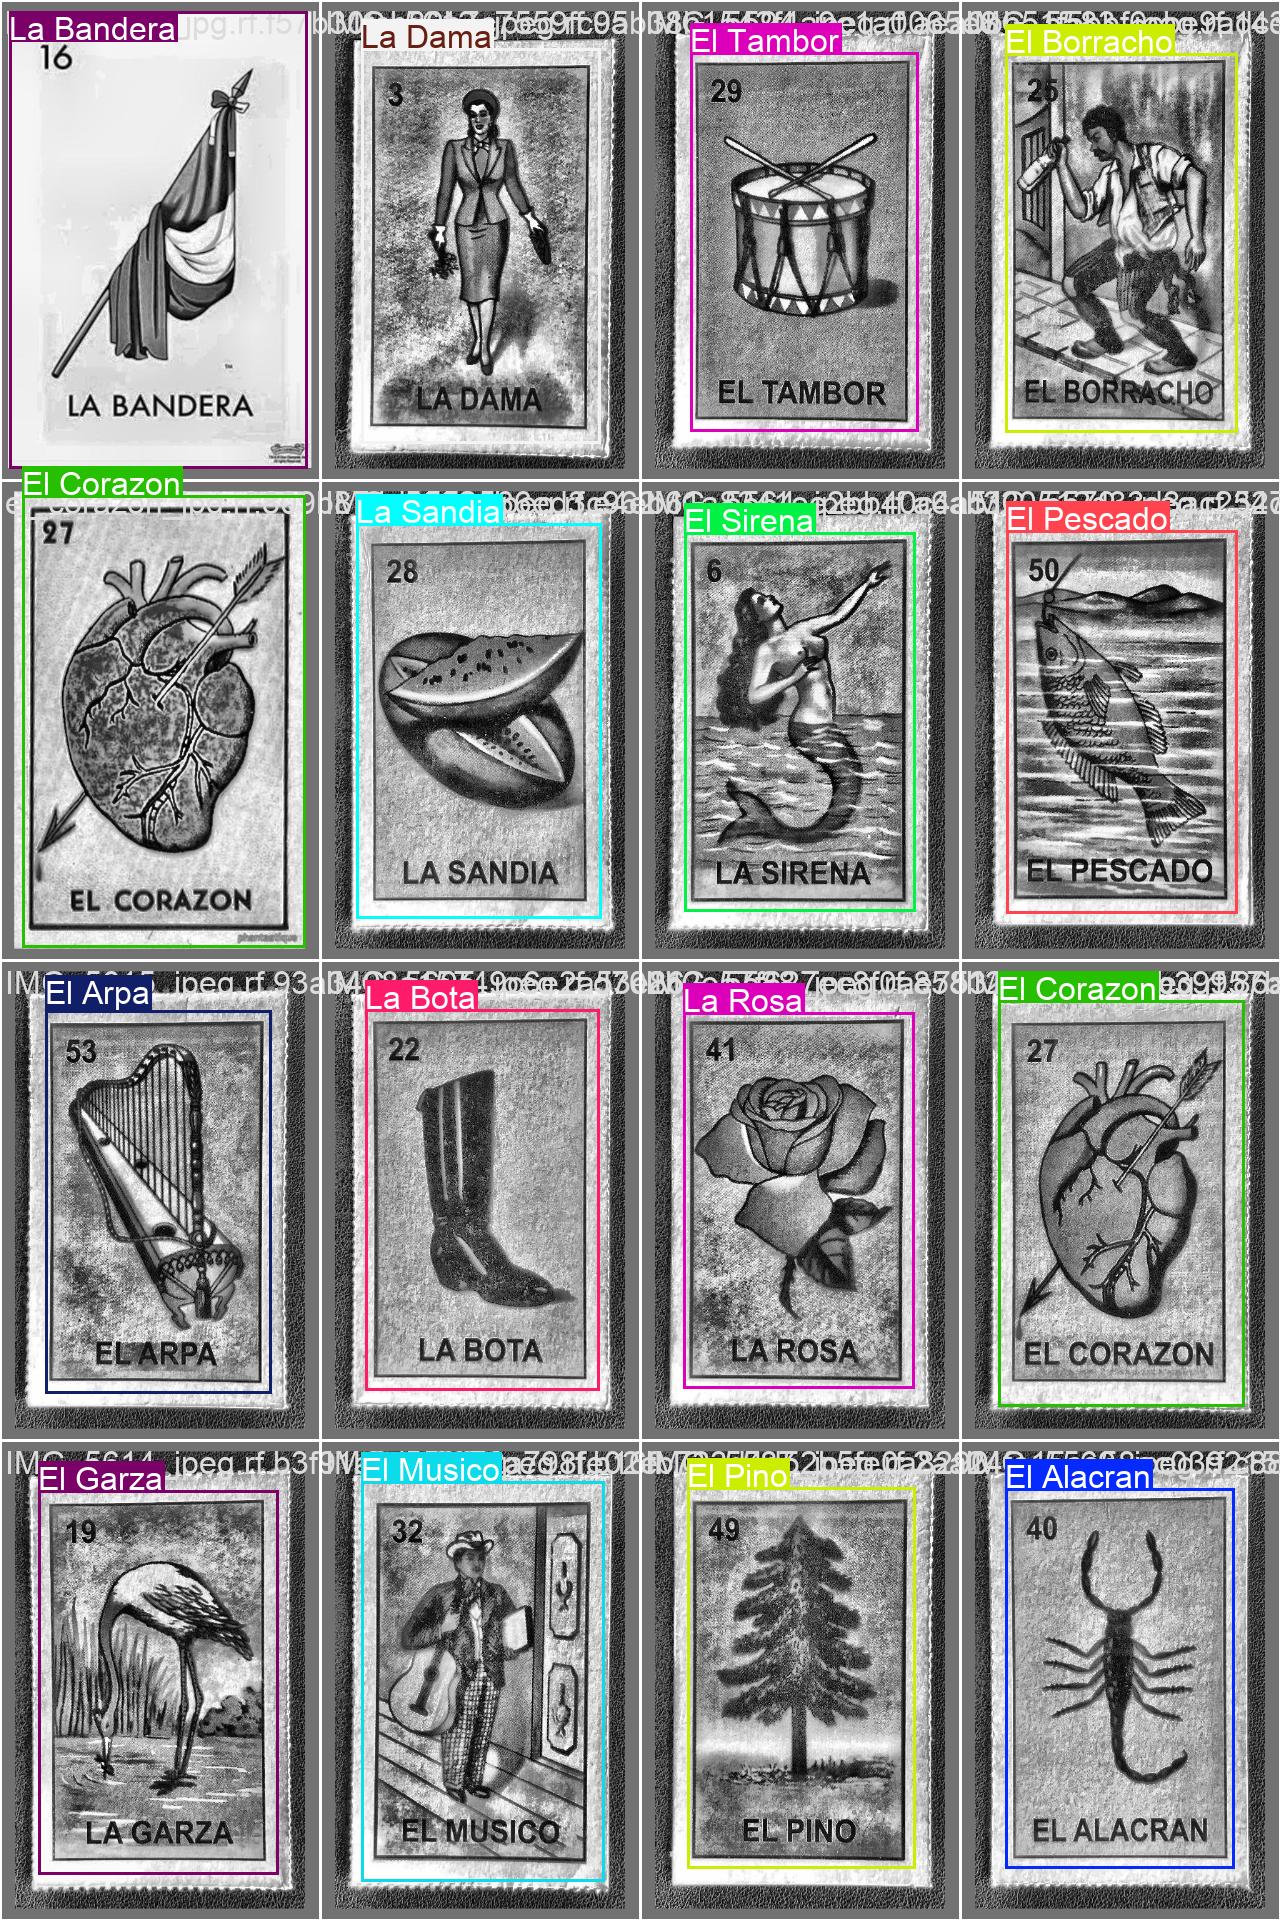 La Bandera
16
LA BANDERA
La Dama
3
LA DAMA
El Tambor
29
EL TAMBOR
El Borracho
25
EL BORRACHO
El Corazon
27
EL CORAZON
phantastique
La Sandia
28
LA SANDIA
El Sirena
6
LA SIRENA
El Pescado
50
EL PESCADO
El Arpa
53
EL ARPA
La Bota
22
LA BOTA
La Rosa
41
LA ROSA
El Corazon
27
EL CORAZON
El Garza
19
LA GARZA
El Musico
32
EL MUSICO
El Pino
49
EL PINO
El Alacran
40
EL ALACRAN